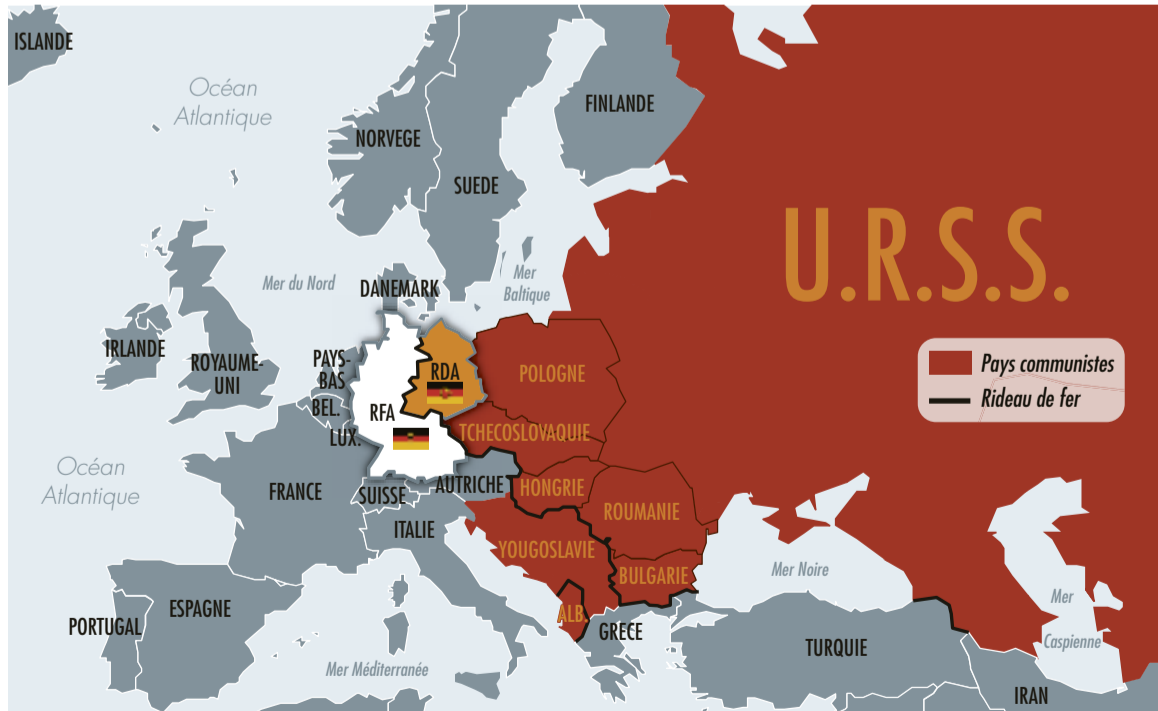 ISLANDE
Océan
Atlantique
FINLANDE
NORVEGE
SUEDE
U.R.S.S.
Mer du Nord
Mer
Baltique
DANEMARK
IRLANDE
ROYAUME-
UNI
PAYS-
BAS
RDA
POLOGNE
Pays communistes
Rideau de fer
BEL.
RFA
LUX.
TCHECOSLOVAQUIE
Océan
Atlantique
FRANCE
SUISSE
AUTRICHE
HONGRIE
ROUMANIE
ITALIE
YOUGOSLAVIE
BULGARIE
Mer Noire
Mer
Caspienne
ESPAGNE
PORTUGAL
ALB.
GRECE
TURQUIE
Mer Méditerranée
IRAN